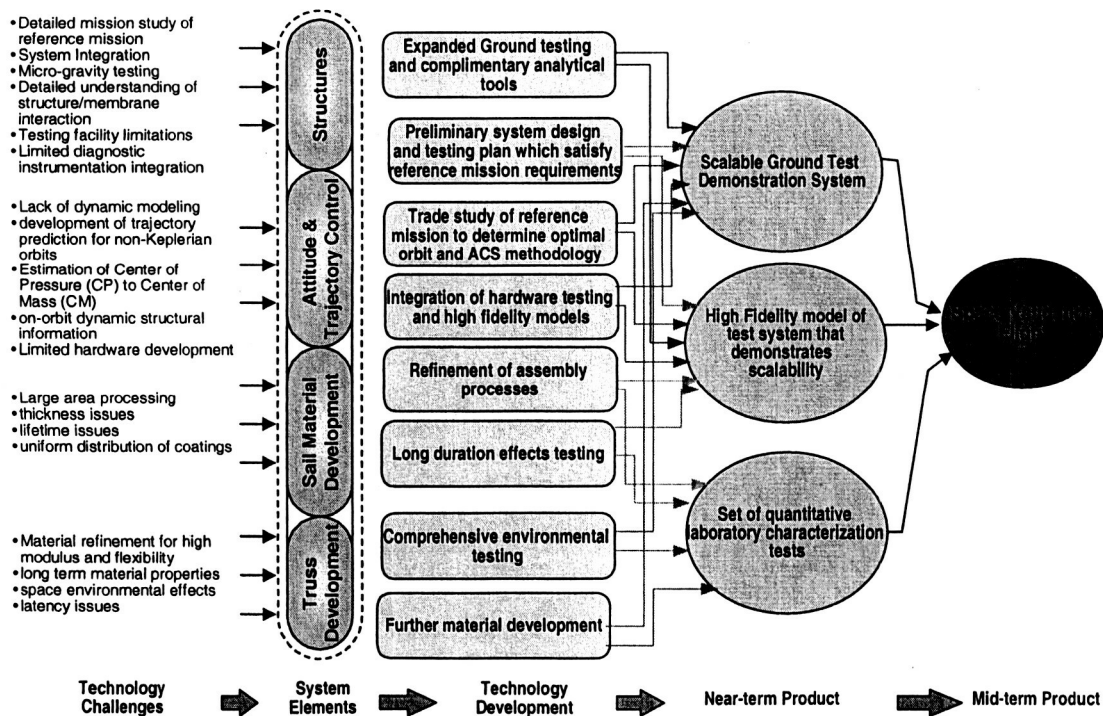 •Detailed mission study of
reference mission
•System Integration
•Micro-gravity testing
•Detailed understanding of
structure/membrane
interaction
•Testing facility limitations
•Limited diagnostic
instrumentation integration
•Lack of dynamic modeling
•development of trajectory
prediction for non-Keplerian
orbits
•Estimation of Center of
Pressure (CP) to Center of
Mass (CM)
•on-orbit dynamic structural
information
•Limited hardware development
•Large area processing
•thickness issues
•lifetime issues
•uniform distribution of coatings
•Material refinement for high
modulus and flexibility
•long term material properties
•space environmental effects
•latency issues
Structures
Attitude &
Trajectory Control
Sail Material
Development
Truss
Development
Expanded Ground testing
and complimentary analytical
tools
Preliminary system design
and testing plan which satisfy
reference mission requirements
Trade study of reference
mission to determine optimal
orbit and ACS methodology
Integration of hardware testing
and high fidelity models
Refinement of assembly
processes
Long duration effects testing
Comprehensive environmental
testing
Further material development
Scalable Ground Test
Demonstration System
High Fidelity model of
test system that
demonstrates
scalability
Set of quantitative
laboratory characterization
tests
Technology
Challenges
System
Elements
Technology
Development
Near-term Product
Mid-term Product